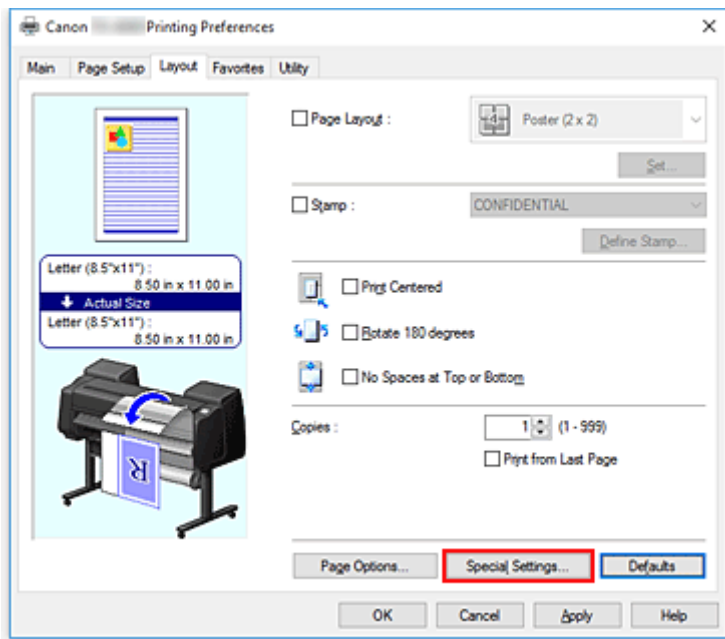 Canon Printing Preferences
Main Page Setup Layout Favorites Utility
Page Layout :
Poster (2 x 2)
Set...
Stamp :
CONFIDENTIAL
Define Stamp...
Letter (8.5"x11") :
8.50 in x 11.00 in
Actual Size
Letter (8.5"x11") :
8.50 in x 11.00 in
Print Centered
Rotate 180 degrees
No Spaces at Top or Bottom
Copies :
1 (1 - 999)
Print from Last Page
R
Page Options... Special Settings... Defaults
OK Cancel Apply Help